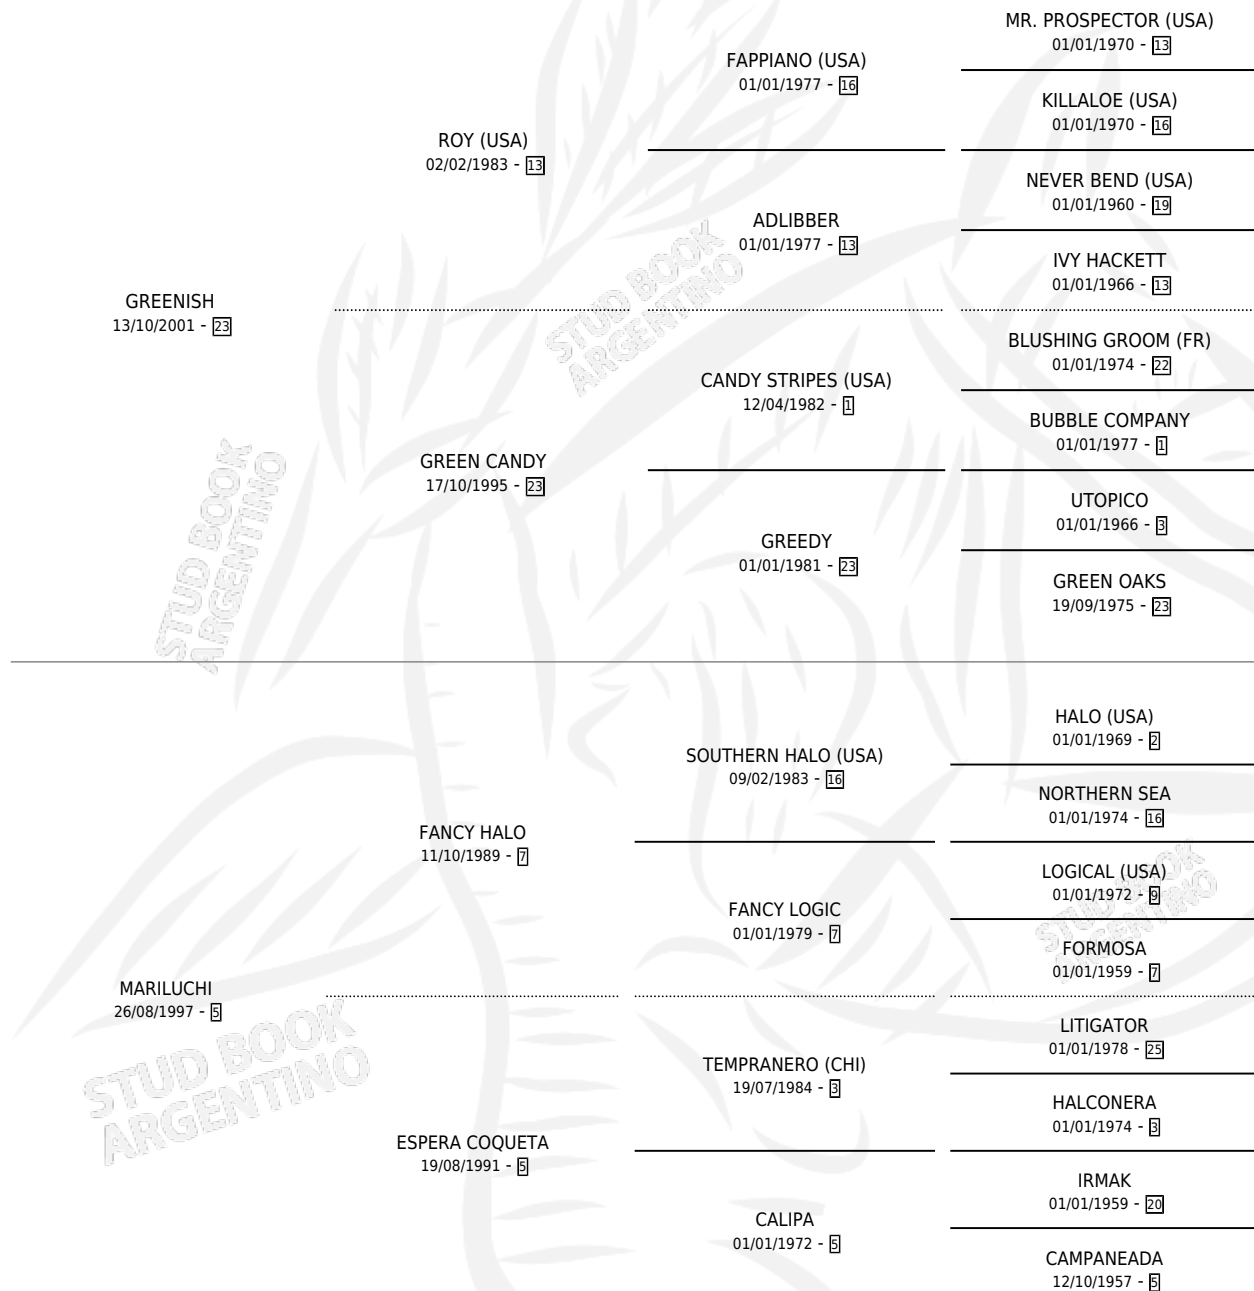 MR. PROSPECTOR (USA)
01/01/1970 - 13
FAPPIANO (USA)
01/01/1977 - 16
KILLALOE (USA)
01/01/1970 - 16
ROY (USA)
02/02/1983 - 13
NEVER BEND (USA)
01/01/1960 - 19
ADLIBBER
01/01/1977 - 13
IVY HACKETT
01/01/1966 - 13
GREENISH
13/10/2001 - 23
BLUSHING GROOM (FR)
01/01/1974 - 22
CANDY STRIPES (USA)
12/04/1982 - 1
BUBBLE COMPANY
01/01/1977 - 1
GREEN CANDY
17/10/1995 - 23
UTOPICO
01/01/1966 - 3
GREEDY
01/01/1981 - 23
GREEN OAKS
19/09/1975 - 23
HALO (USA)
01/01/1969 - 2
SOUTHERN HALO (USA)
09/02/1983 - 16
NORTHERN SEA
01/01/1974 - 16
FANCY HALO
11/10/1989 - 7
LOGICAL (USA)
01/01/1972 - 9
FANCY LOGIC
01/01/1979 - 7
FORMOSA
01/01/1959 - 7
MARILUCHI
26/08/1997 - 5
LITIGATOR
01/01/1978 - 25
TEMPRANERO (CHI)
19/07/1984 - 3
HALCONERA
01/01/1974 - 3
ESPERA COQUETA
19/08/1991 - 5
IRMAK
01/01/1959 - 20
CALIPA
01/01/1972 - 5
CAMPANEADA
12/10/1957 - 5
STUD BOOK
ARGENTINO
STUD BOOK
ARGENTINO
STUD BOOK
ARGENTINO
STUD BOOK
ARGENTINO